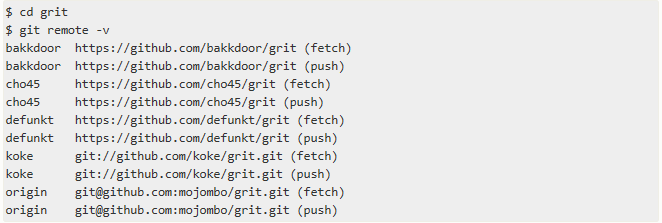 $ cd grit
$ git remote -v
bakkdoor  https://github.com/bakkdoor/grit (fetch)
bakkdoor  https://github.com/bakkdoor/grit (push)
cho45     https://github.com/cho45/grit (fetch)
cho45     https://github.com/cho45/grit (push)
defunkt   https://github.com/defunkt/grit (fetch)
defunkt   https://github.com/defunkt/grit (push)
koke      git://github.com/koke/grit.git (fetch)
koke      git://github.com/koke/grit.git (push)
origin    git@github.com:mojombo/grit.git (fetch)
origin    git@github.com:mojombo/grit.git (push)